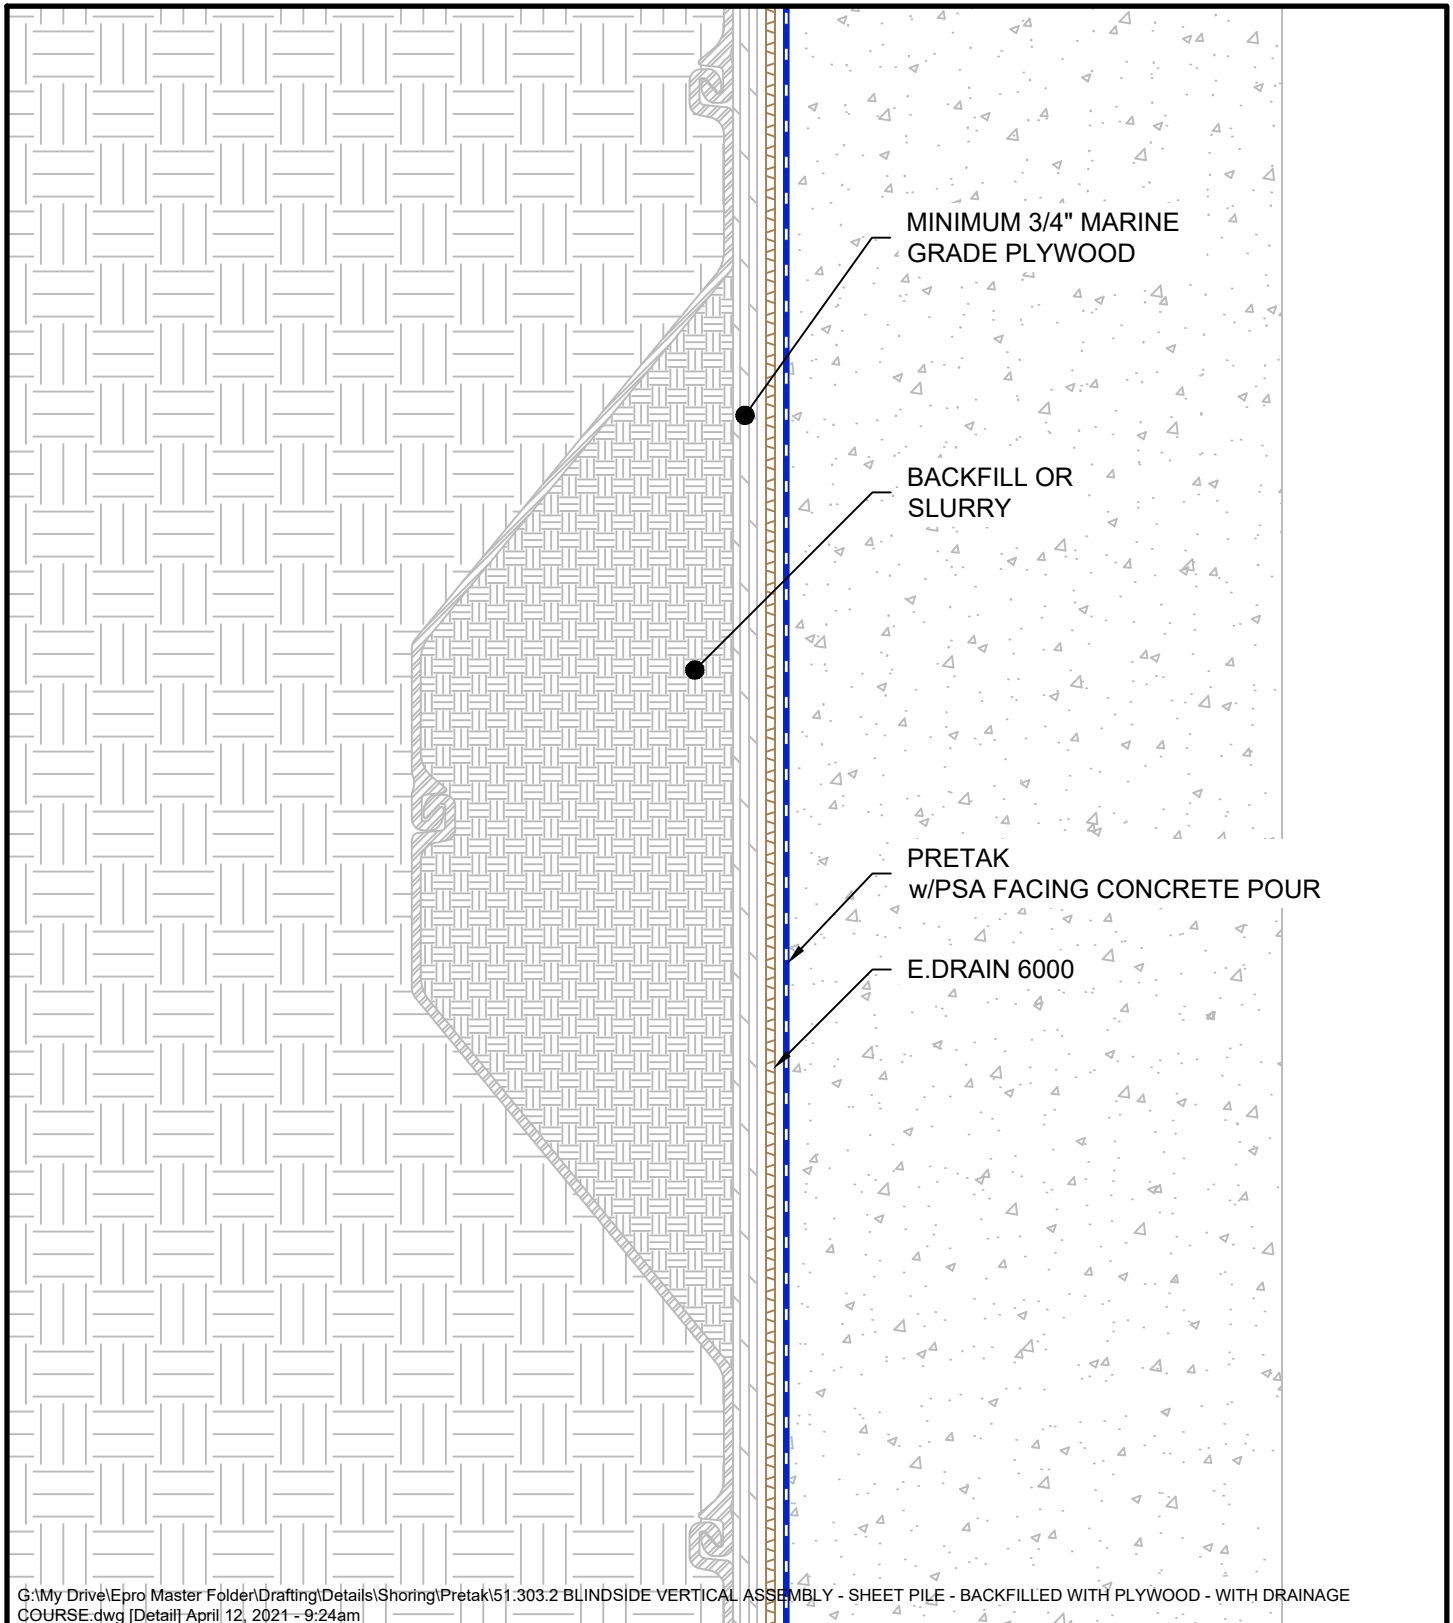 MINIMUM 3/4" MARINE
GRADE PLYWOOD
BACKFILL OR
SLURRY
PRETAK
w/PSA FACING CONCRETE POUR
E.DRAIN 6000
G:\My Drive\Epro Master Folder\Drafting\Details\Shoring\Pretak\51.303.2 BLINDSIDE VERTICAL ASSEMBLY - SHEET PILE - BACKFILLED WITH PLYWOOD - WITH DRAINAGE
COURSE.dwg [Detail] April 12, 2021 - 9:24am